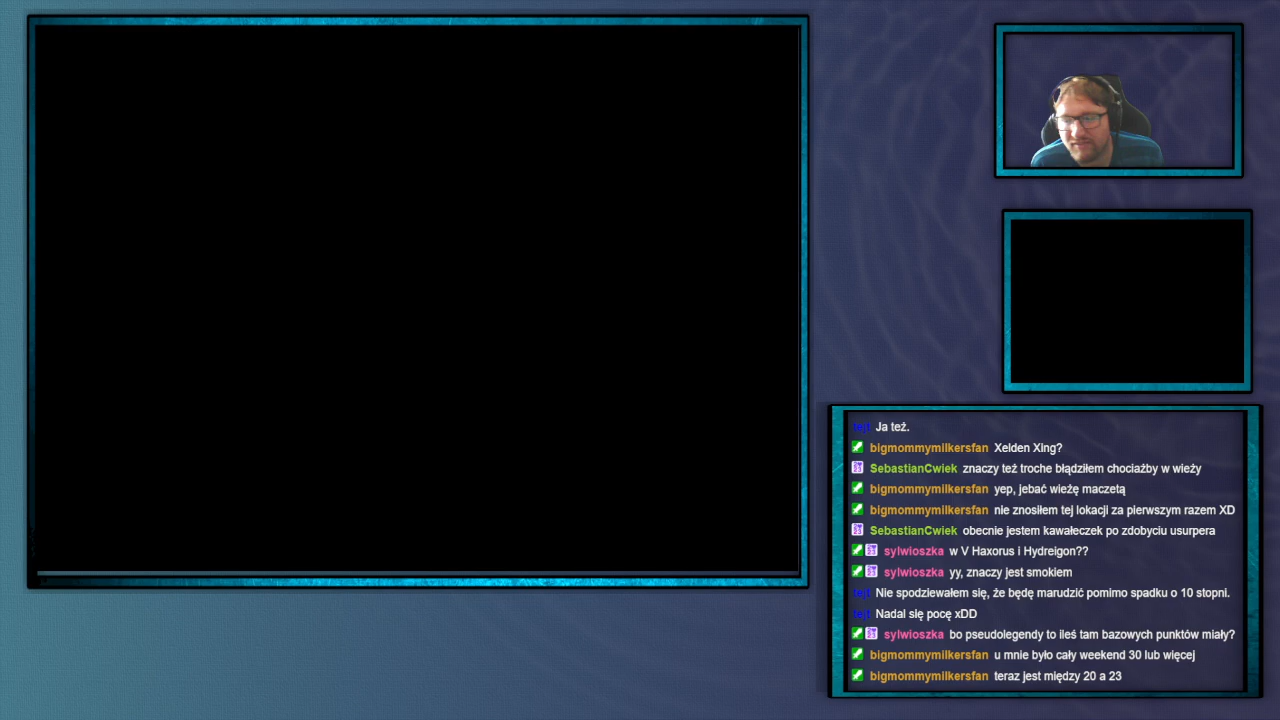 tejt Ja też.
bigmommymilkersfan Xelden Xing?
SebastianCwiek znaczy też troche błądziłem chociażby w wieży
bigmommymilkersfan yep, jebać wieżę maczetą
bigmommymilkersfan nie znosiłem tej lokacji za pierwszym razem XD
SebastianCwiek obecnie jestem kawałeczek po zdobyciu usurpera
sylwioszka w V Haxorus i Hydreigon??
sylwioszka yy, znaczy jest smokiem
tejt Nie spodziewałem się, że będę marudzić pomimo spadku o 10 stopni.
tejt Nadal się pocę xDD
sylwioszka bo pseudolegendy to ileś tam bazowych punktów miały?
bigmommymilkersfan u mnie było cały weekend 30 lub więcej
bigmommymilkersfan teraz jest między 20 a 23